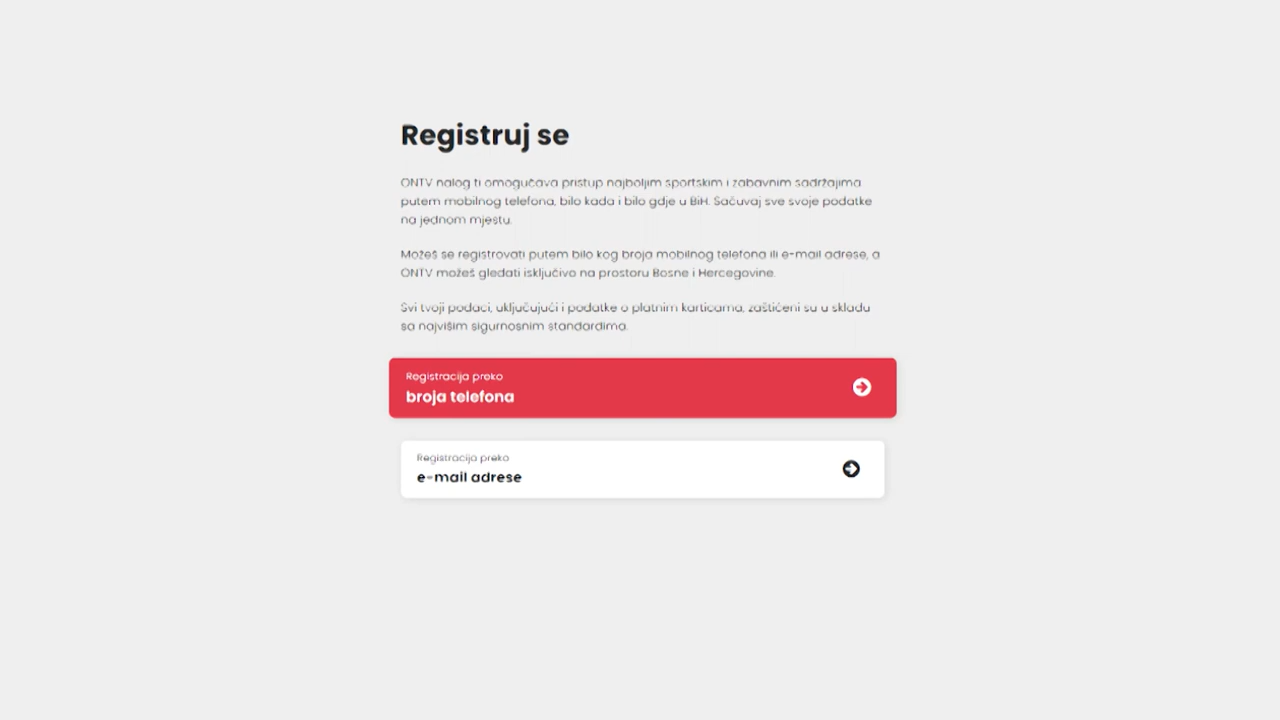 Registruj se
ONTV nalog ti omogućava pristup najboljim sportskim i zabavnim sadržajima
putem mobilnog telefona, bilo kada i bilo gdje u BiH. Sačuvaj sve svoje podatke
na jednom mjestu.
Možeš se registrovati putem bilo kog broja mobilnog telefona ili e-mail adrese, a
ONTV možeš gledati isključivo na prostoru Bosne i Hercegovine.
Svi tvoji podaci, uključujući i podatke o platnim karticama, zaštićeni su u skladu
sa najvišim sigurnosnim standardima.
Registracija preko
broja telefona
Registracija preko
e-mail adrese